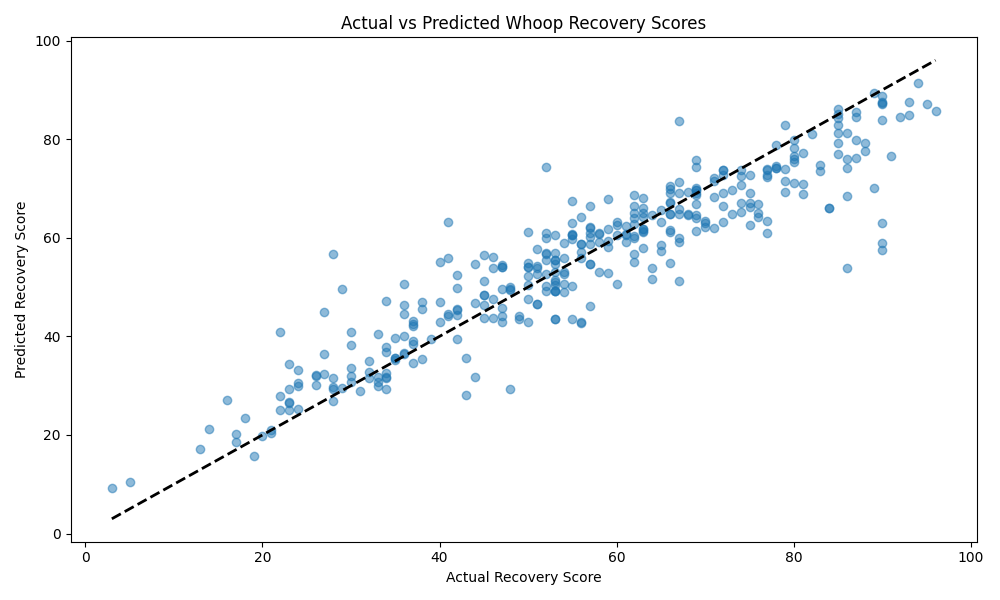 Actual vs Predicted Whoop Recovery Scores
Predicted Recovery Score
100
80
60
40
20
0
0 20 40 60 80 100
Actual Recovery Score